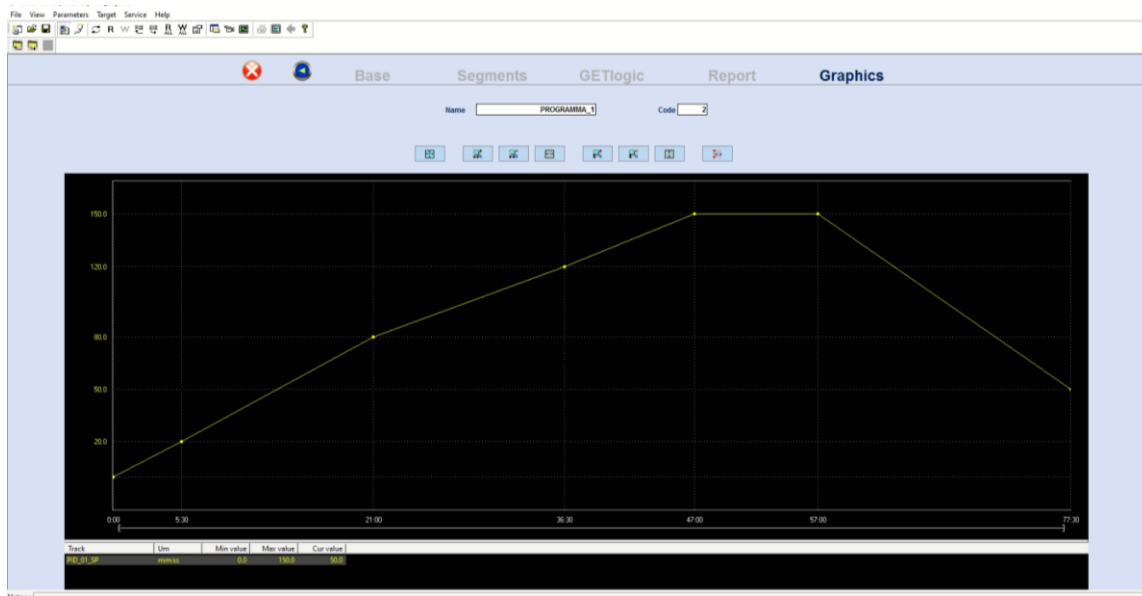 File View Parameters Target Service Help
Base Segments GETlogic Report Graphics
Name PROGRAMMA_1 Code 2
150.0
120.0
80.0
50.0
20.0
0:00 5:30 21:00 36:30 47:00 57:00 77:30
Track Um Min value Max value Cur value
PID_01_SP mm:ss 0.0 150.0 50.0